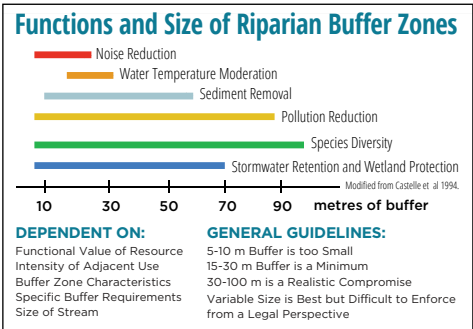 Functions and Size of Riparian Buffer Zones
Noise Reduction
Water Temperature Moderation
Sediment Removal
Pollution Reduction
Species Diversity
Stormwater Retention and Wetland Protection
Modified from Castelle et al 1994.
10 30 50 70 90 metres of buffer
DEPENDENT ON:
Functional Value of Resource
Intensity of Adjacent Use
Buffer Zone Characteristics
Specific Buffer Requirements
Size of Stream
GENERAL GUIDELINES:
5-10 m Buffer is too Small
15-30 m Buffer is a Minimum
30-100 m is a Realistic Compromise
Variable Size is Best but Difficult to Enforce
from a Legal Perspective